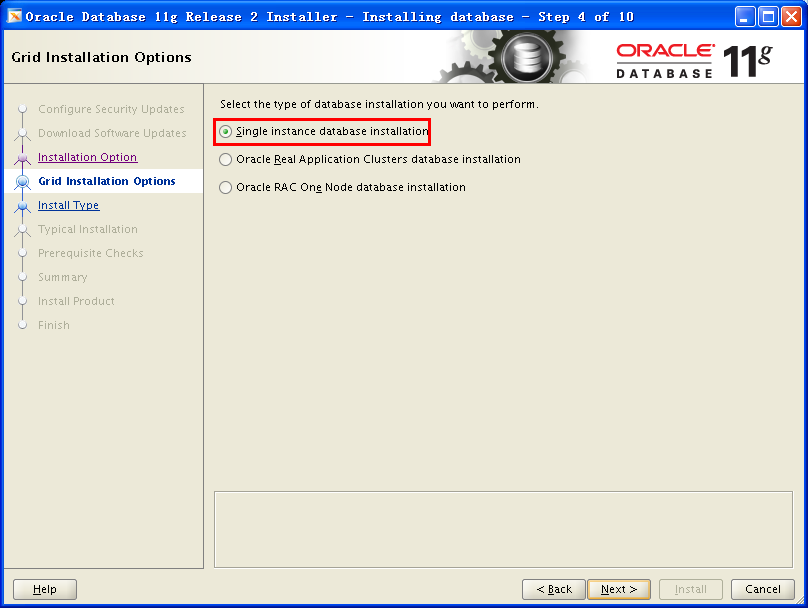 Oracle Database 11g Release 2 Installer - Installing database - Step 4 of 10
Grid Installation Options
ORACLE
DATABASE
11g
Configure Security Updates
Download Software Updates
Installation Option
Grid Installation Options
Install Type
Typical Installation
Prerequisite Checks
Summary
Install Product
Finish
Select the type of database installation you want to perform.
Single instance database installation
Oracle Real Application Clusters database installation
Oracle RAC One Node database installation
Help
< Back
Next >
Install
Cancel